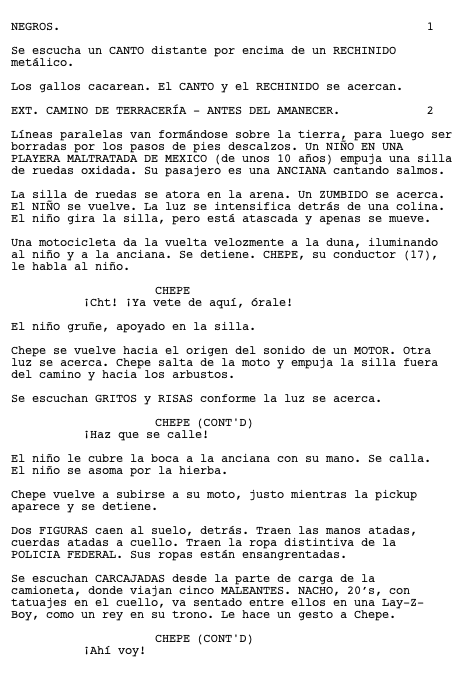 NEGROS. 1
Se escucha un CANTO distante por encima de un RECHINIDO
metálico.
Los gallos cacarean. El CANTO y el RECHINIDO se acercan.
EXT. CAMINO DE TERRACERÍA – ANTES DEL AMANECER. 2
Líneas paralelas van formándose sobre la tierra, para luego ser
borradas por los pasos de pies descalzos. Un NIÑO EN UNA
PLAYERA MALTRATADA DE MEXICO (de unos 10 años) empuja una silla
de ruedas oxidada. Su pasajero es una ANCIANA cantando salmos.
La silla de ruedas se atora en la arena. Un ZUMBIDO se acerca.
El NIÑO se vuelve. La luz se intensifica detrás de una colina.
El niño gira la silla, pero está atascada y apenas se mueve.
Una motocicleta da la vuelta velozmente a la duna, iluminando
al niño y a la anciana. Se detiene. CHEPE, su conductor (17),
le habla al niño.
CHEPE
¡Cht! ¡Ya vete de aquí, órale!
El niño gruñe, apoyado en la silla.
Chepe se vuelve hacia el origen del sonido de un MOTOR. Otra
luz se acerca. Chepe salta de la moto y empuja la silla fuera
del camino y hacia los arbustos.
Se escuchan GRITOS y RISAS conforme la luz se acerca.
CHEPE (CONT'D)
¡Haz que se calle!
El niño le cubre la boca a la anciana con su mano. Se calla.
El niño se asoma por la hierba.
Chepe vuelve a subirse a su moto, justo mientras la pickup
aparece y se detiene.
Dos FIGURAS caen al suelo, detrás. Traen las manos atadas,
cuerdas atadas a cuello. Traen la ropa distintiva de la
POLICIA FEDERAL. Sus ropas están ensangrentadas.
Se escuchan CARCAJADAS desde la parte de carga de la
camioneta, donde viajan cinco MALEANTES. NACHO, 20's, con
tatuajes en el cuello, va sentado entre ellos en una Lay-Z-
Boy, como un rey en su trono. Le hace un gesto a Chepe.
CHEPE (CONT'D)
¡Ahí voy!